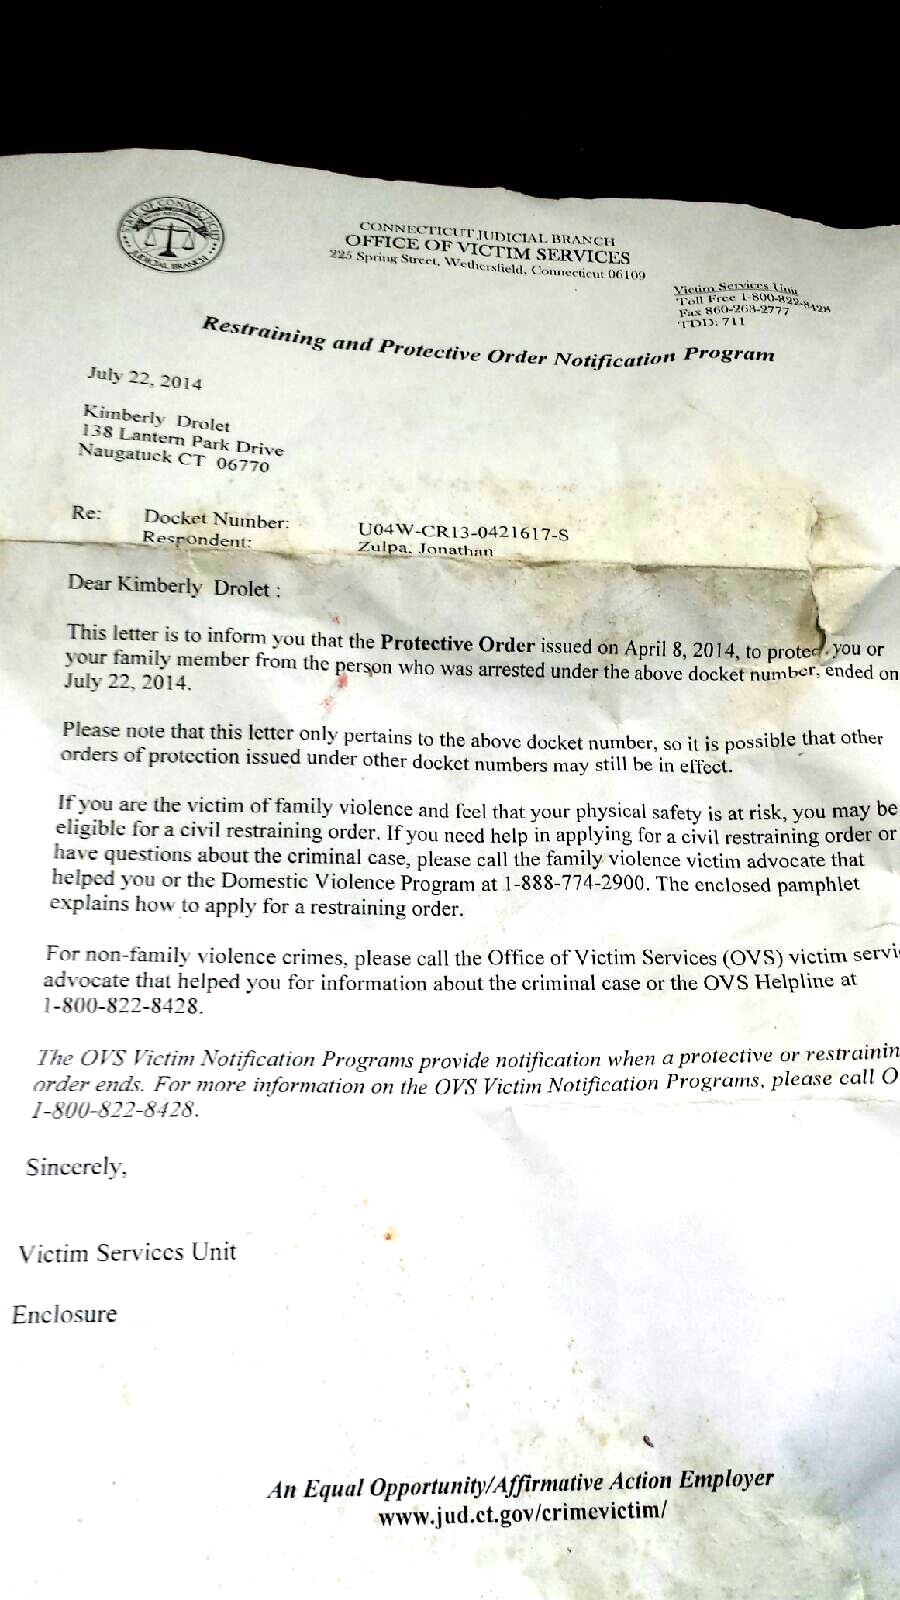 STATE OF CONNECTICUT
JUDICIAL BRANCH
CONNECTICUT JUDICIAL BRANCH
OFFICE OF VICTIM SERVICES
225 Spring Street, Wethersfield, Connecticut 06109
Victim Services Unit
Toll Free 1-800-822-8428
Fax 860-263-2777
TDD: 711
Restraining and Protective Order Notification Program
July 22, 2014
Kimberly Drolet
138 Lantern Park Drive
Naugatuck CT 06770
Re: Docket Number: U04W-CR13-0421617-S
Respondent: Zulpa, Jonathan
Dear Kimberly Drolet :
This letter is to inform you that the Protective Order issued on April 8, 2014, to protect you or
your family member from the person who was arrested under the above docket number, ended on
July 22, 2014.
Please note that this letter only pertains to the above docket number, so it is possible that other
orders of protection issued under other docket numbers may still be in effect.
If you are the victim of family violence and feel that your physical safety is at risk, you may be
eligible for a civil restraining order. If you need help in applying for a civil restraining order or
have questions about the criminal case, please call the family violence victim advocate that
helped you or the Domestic Violence Program at 1-888-774-2900. The enclosed pamphlet
explains how to apply for a restraining order.
For non-family violence crimes, please call the Office of Victim Services (OVS) victim servi
advocate that helped you for information about the criminal case or the OVS Helpline at
1-800-822-8428.
The OVS Victim Notification Programs provide notification when a protective or restrainin
order ends. For more information on the OVS Victim Notification Programs, please call O
1-800-822-8428.
Sincerely,
Victim Services Unit
Enclosure
An Equal Opportunity/Affirmative Action Employer
www.jud.ct.gov/crimevictim/